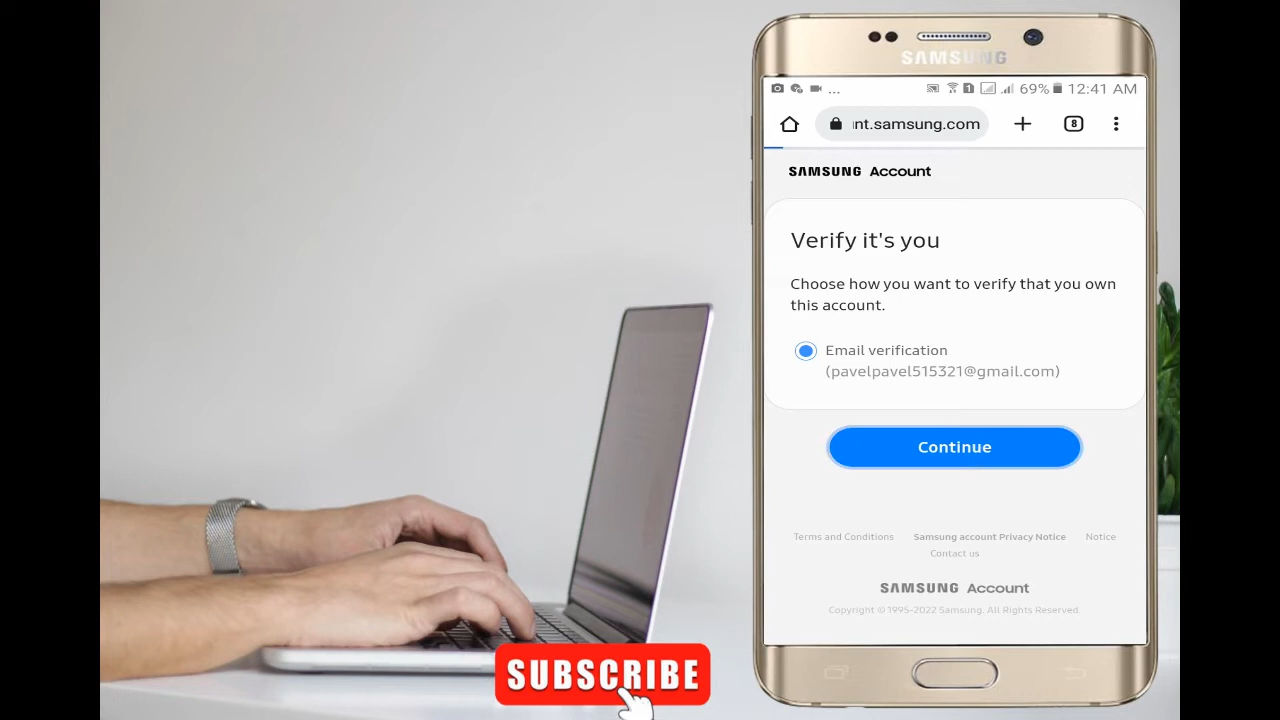 SAMSUNG
... 69% 12:41 AM
nt.samsung.com
8
SAMSUNG Account
Verify it's you
Choose how you want to verify that you own
this account.
Email verification
(pavelpavel515321@gmail.com)
Continue
Terms and Conditions Samsung account Privacy Notice Notice
Contact us
SAMSUNG Account
Copyright © 1995-2022 Samsung. All Rights Reserved.
SUBSCRIBE